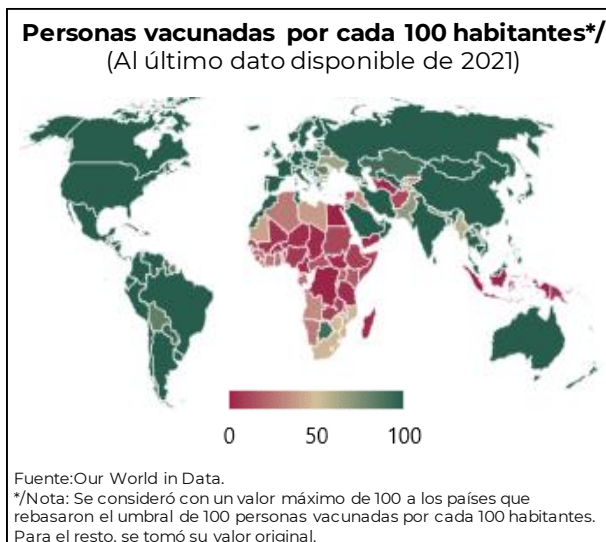 Personas vacunadas por cada 100 habitantes*/
(Al último dato disponible de 2021)
0 50 100
Fuente:Our World in Data.
*/Nota: Se consideró con un valor máximo de 100 a los países que
rebasaron el umbral de 100 personas vacunadas por cada 100 habitantes.
Para el resto, se tomó su valor original.